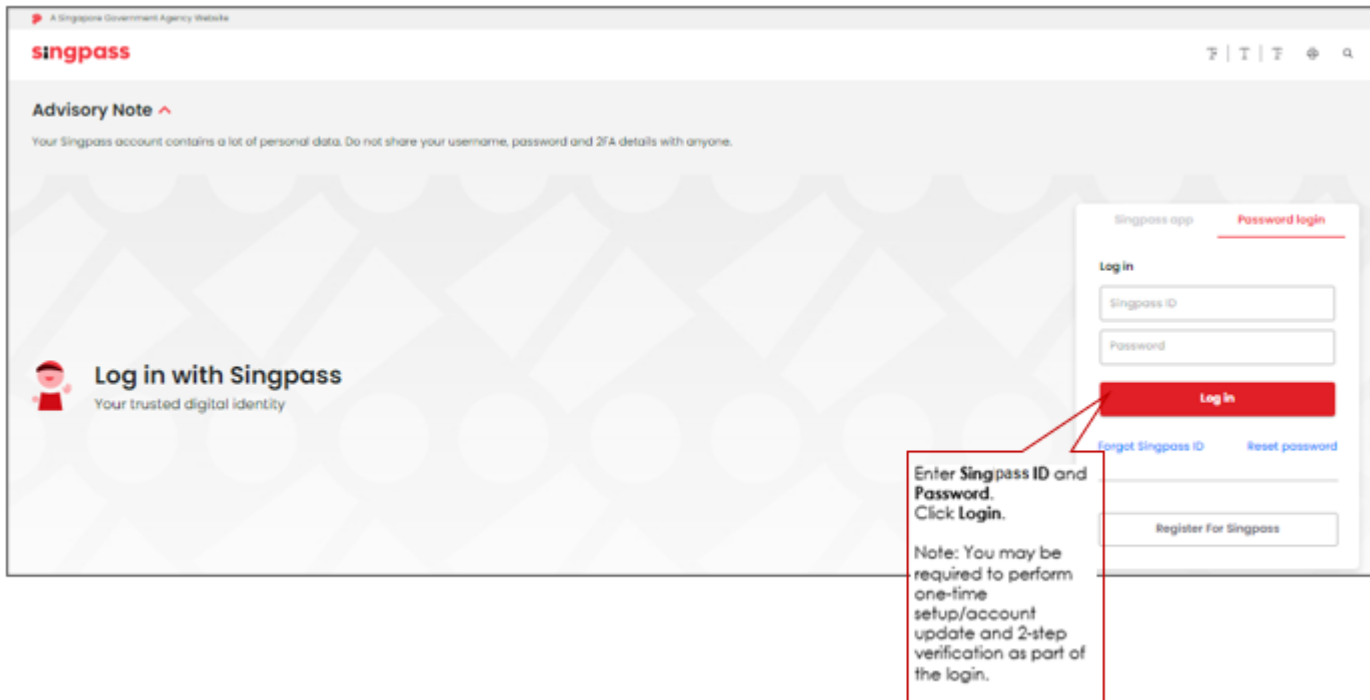 A Singapore Government Agency Website
singpass
T | T | T
Advisory Note
Your Singpass account contains a lot of personal data. Do not share your username, password and 2FA details with anyone.
Singpass app Password login
Log in
Singpass ID
Password
Log in with Singpass
Your trusted digital identity
Log in
Forgot Singpass ID Reset password
Register For Singpass
Enter Singpass ID and
Password.
Click Login.
Note: You may be
required to perform
one-time
setup/account
update and 2-step
verification as part of
the login.